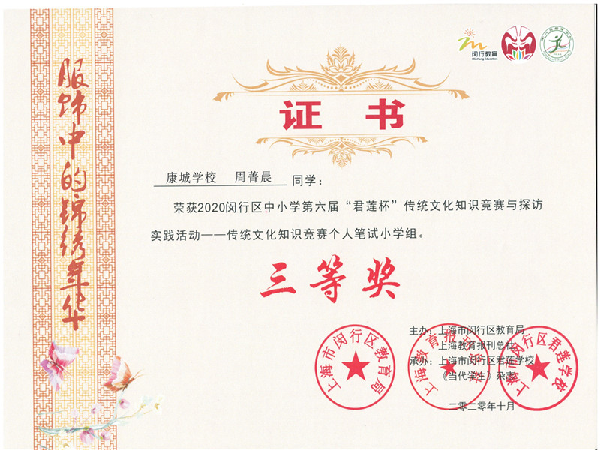 服饰中的锦绣年华
闵行教育
证书
康城学校 周普晨 同学：
荣获2020闵行区中小学第六届“君莲杯”传统文化知识竞赛与探访
实践活动——传统文化知识竞赛个人笔试小学组。
三等奖
主办：上海市闵行区教育局
上海教育报刊总社
承办：上海市闵行区君莲学校
《当代学生》杂志
二〇二〇年十月
上海市闵行区教育局
上海市闵行区君莲学校